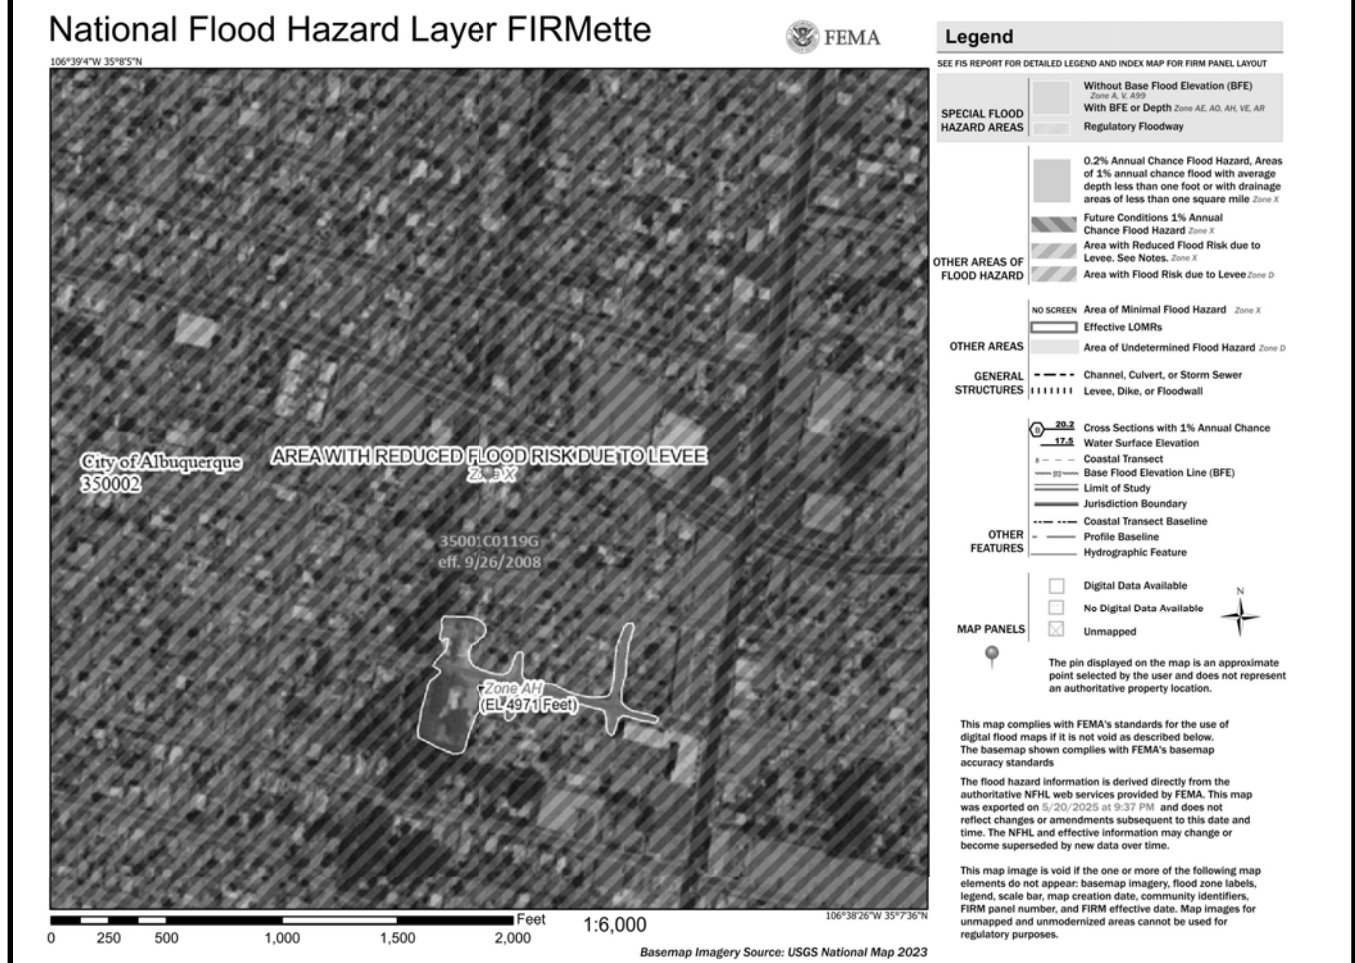 National Flood Hazard Layer FIRMette
FEMA
106°39'4"W 35°8'5"N
City of Albuquerque
350002
AREA WITH REDUCED FLOOD RISK DUE TO LEVEE
Zone X
35001C0119G
eff. 9/26/2008
Zone AH
(EL 4971 Feet)
106°38'26"W 35°7'36"N
Feet
1:6,000
0 250 500 1,000 1,500 2,000
Basemap Imagery Source: USGS National Map 2023
Legend
SEE FIS REPORT FOR DETAILED LEGEND AND INDEX MAP FOR FIRM PANEL LAYOUT
SPECIAL FLOOD
HAZARD AREAS
Without Base Flood Elevation (BFE)
Zone A, V, A99
With BFE or Depth Zone AE, AO, AH, VE, AR
Regulatory Floodway
0.2% Annual Chance Flood Hazard, Areas
of 1% annual chance flood with average
depth less than one foot or with drainage
areas of less than one square mile Zone X
Future Conditions 1% Annual
Chance Flood Hazard Zone X
Area with Reduced Flood Risk due to
Levee. See Notes. Zone X
Area with Flood Risk due to Levee Zone D
OTHER AREAS OF
FLOOD HAZARD
NO SCREEN Area of Minimal Flood Hazard Zone X
Effective LOMRs
OTHER AREAS
Area of Undetermined Flood Hazard Zone D
GENERAL
STRUCTURES
Channel, Culvert, or Storm Sewer
Levee, Dike, or Floodwall
20.2 Cross Sections with 1% Annual Chance
17.5 Water Surface Elevation
Coastal Transect
Base Flood Elevation Line (BFE)
Limit of Study
Jurisdiction Boundary
Coastal Transect Baseline
OTHER
FEATURES
Profile Baseline
Hydrographic Feature
Digital Data Available
No Digital Data Available
Unmapped
MAP PANELS
N
The pin displayed on the map is an approximate
point selected by the user and does not represent
an authoritative property location.
This map complies with FEMA's standards for the use of
digital flood maps if it is not void as described below.
The basemap shown complies with FEMA's basemap
accuracy standards
The flood hazard information is derived directly from the
authoritative NFHL web services provided by FEMA. This map
was exported on 5/20/2025 at 9:37 PM and does not
reflect changes or amendments subsequent to this date and
time. The NFHL and effective information may change or
become superseded by new data over time.
This map image is void if the one or more of the following map
elements do not appear: basemap imagery, flood zone labels,
legend, scale bar, map creation date, community identifiers,
FIRM panel number, and FIRM effective date. Map images for
unmapped and unmodernized areas cannot be used for
regulatory purposes.